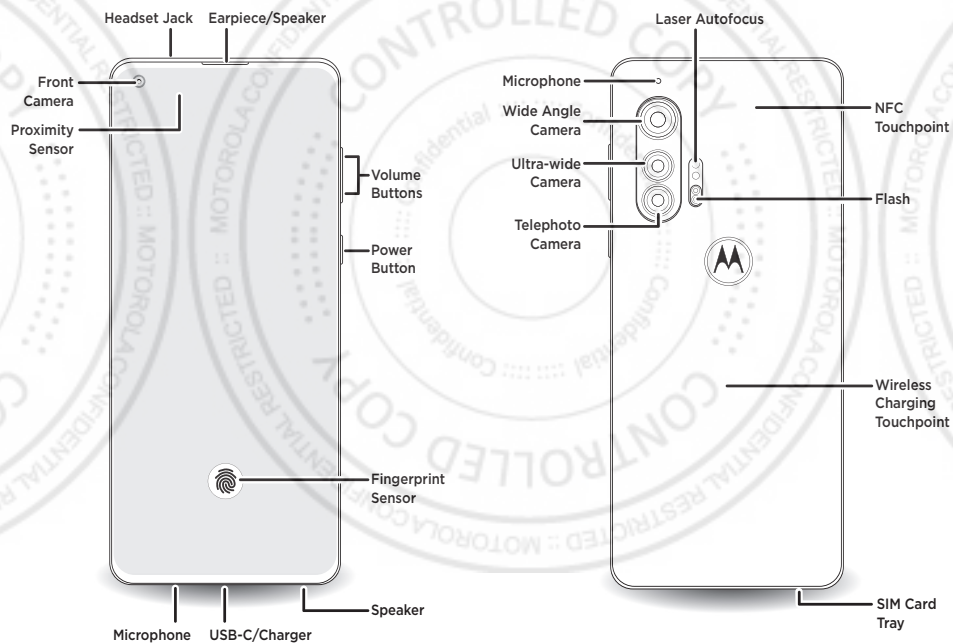 Headset Jack
Earpiece/Speaker
Front
Camera
Proximity
Sensor
Volume
Buttons
Power
Button
Fingerprint
Sensor
Microphone
USB-C/Charger
Speaker
Laser Autofocus
Microphone
Wide Angle
Camera
Ultra-wide
Camera
Telephoto
Camera
NFC
Touchpoint
Flash
Wireless
Charging
Touchpoint
SIM Card
Tray
CONTROLLED COPY
CONTROLLED COPY
MOTOROLA CONFIDENTIAL RESTRICTED :: MOTOROLA CONFIDENTIAL RESTRICTED ::
Confidential
Confidential
Confidential
Confidential